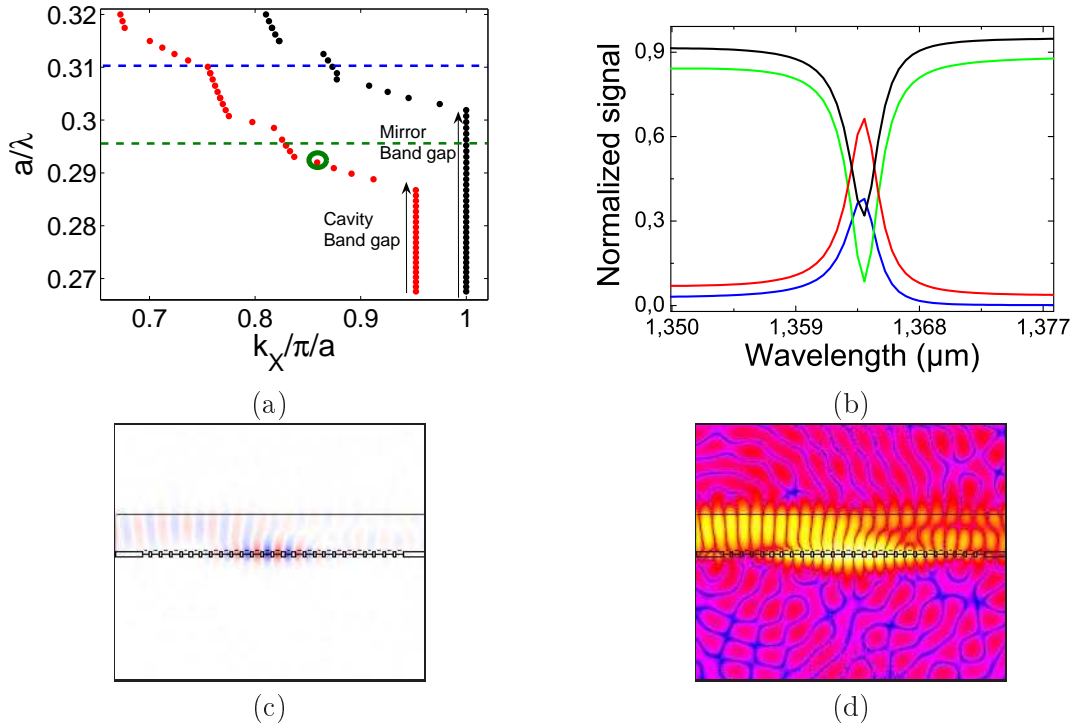 0.32
0.31
0.3
0.29
0.28
0.27
a/λ
Mirror
Band gap
Cavity
Band gap
0.7
0.8
0.9
1
k_X/π/a
(a)
0,9
0,6
0,3
0,0
Normalized signal
1,350
1,359
1,368
1,377
Wavelength (µm)
(b)
(c)
(d)